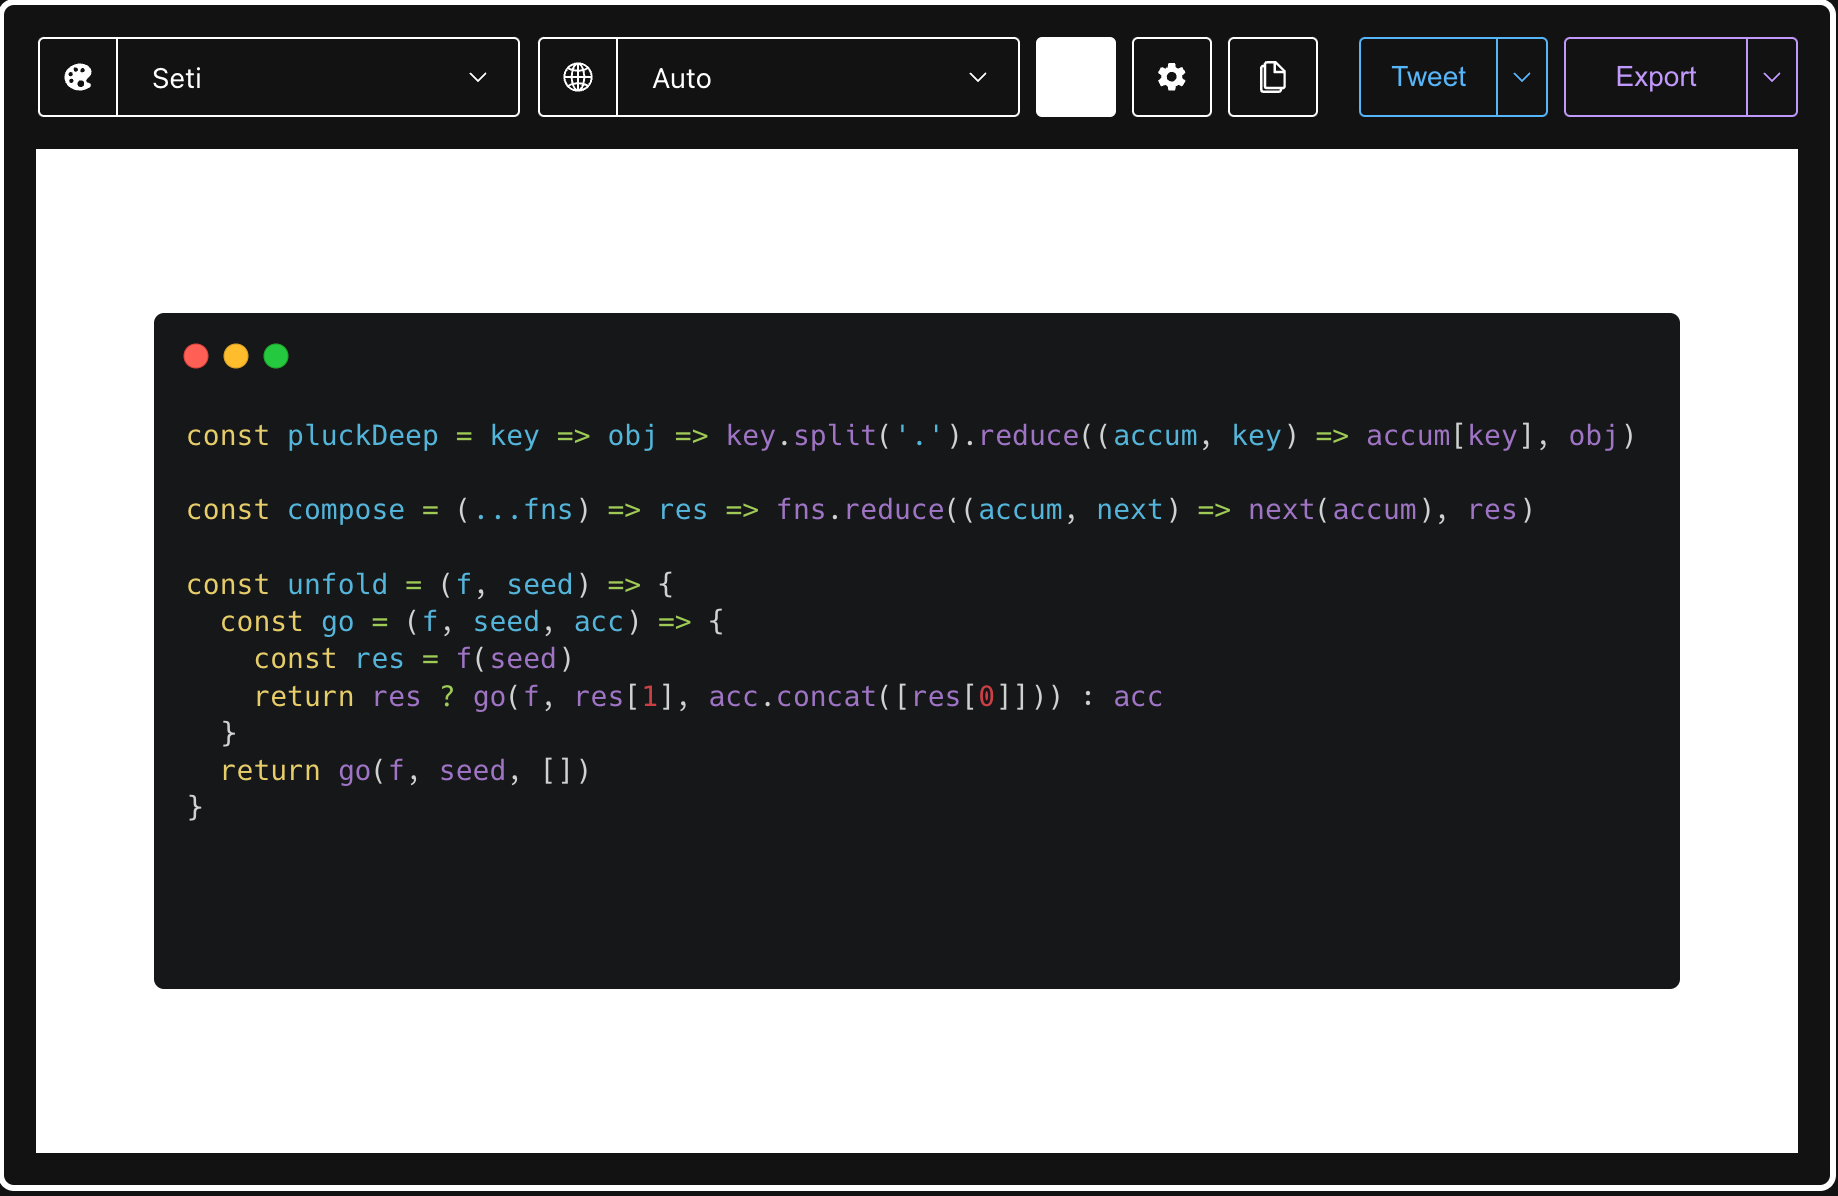 Seti Auto Tweet Export
const pluckDeep = key => obj => key.split('.').reduce((accum, key) => accum[key], obj)
const compose = (...fns) => res => fns.reduce((accum, next) => next(accum), res)
const unfold = (f, seed) => {
  const go = (f, seed, acc) => {
    const res = f(seed)
    return res ? go(f, res[1], acc.concat([res[0]])) : acc
  }
  return go(f, seed, [])
}